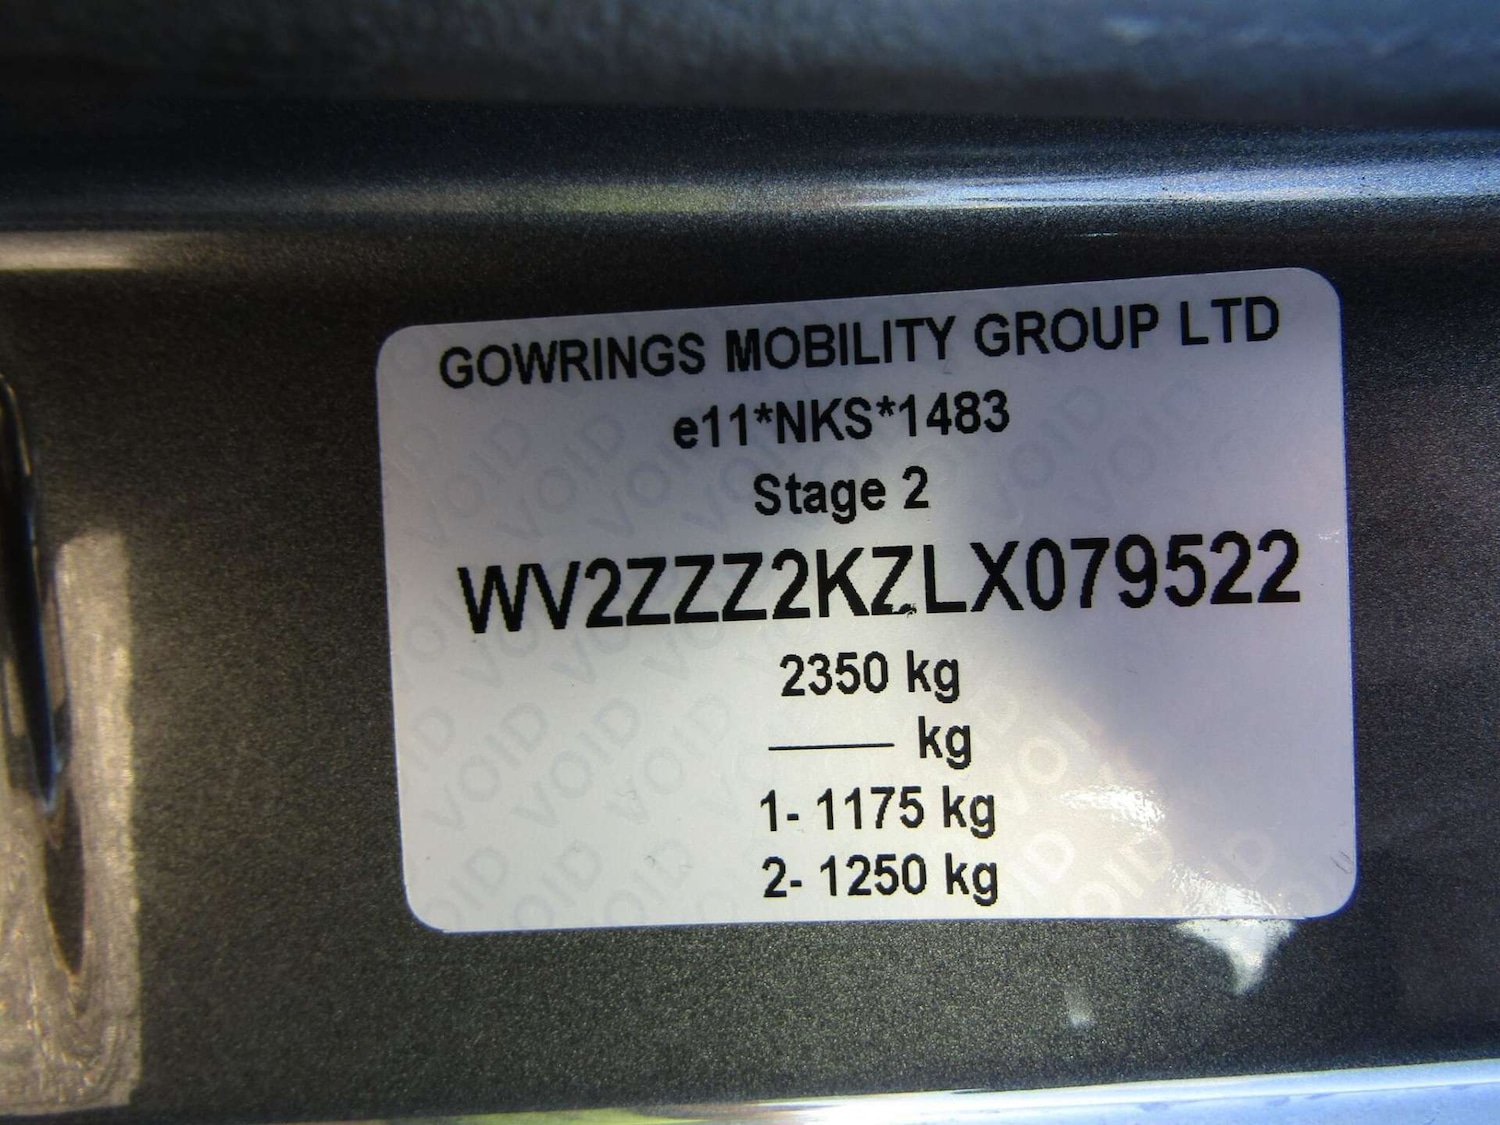 GOWRINGS MOBILITY GROUP LTD
e11*NKS*1483
Stage 2
WV2ZZZ2KZLX079522
2350 kg
—— kg
1- 1175 kg
2- 1250 kg